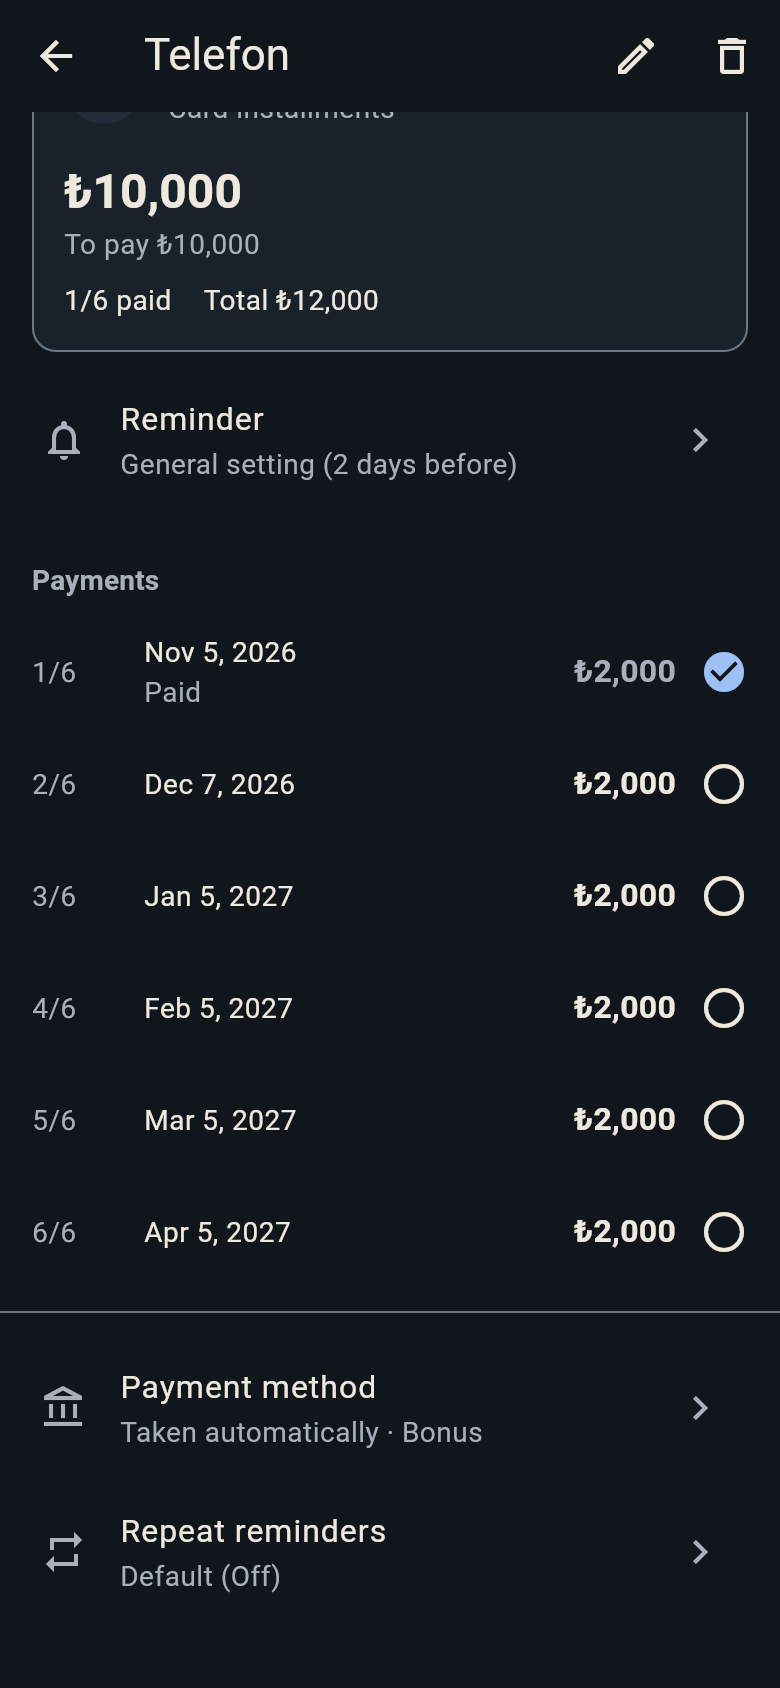 Telefon
Card installments
₺10,000
To pay ₺10,000
1/6 paid Total ₺12,000
Reminder
General setting (2 days before)
Payments
1/6 Nov 5, 2026 ₺2,000
Paid
2/6 Dec 7, 2026 ₺2,000
3/6 Jan 5, 2027 ₺2,000
4/6 Feb 5, 2027 ₺2,000
5/6 Mar 5, 2027 ₺2,000
6/6 Apr 5, 2027 ₺2,000
Payment method
Taken automatically · Bonus
Repeat reminders
Default (Off)